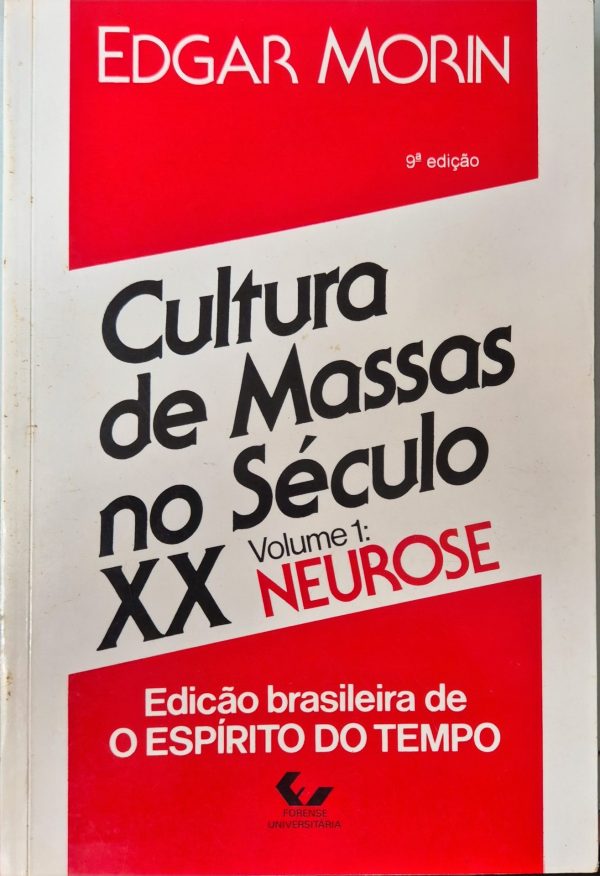 EDGAR MORIN
9ª edição
Cultura
de Massas
no Século
XX Volume 1:
NEUROSE
Edicão brasileira de
O ESPÍRITO DO TEMPO
FORENSE
UNIVERSITÁRIA